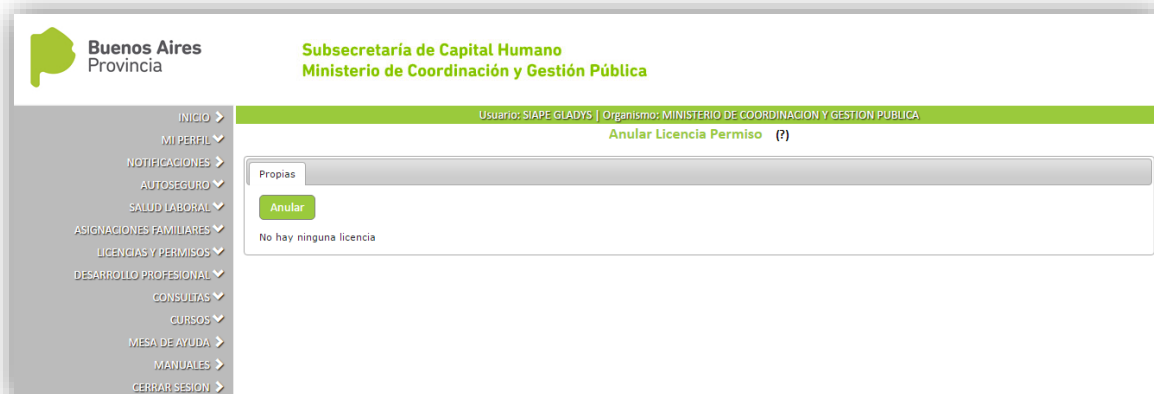 Buenos Aires
Provincia
Subsecretaría de Capital Humano
Ministerio de Coordinación y Gestión Pública
Usuario: SIAPE GLADYS | Organismo: MINISTERIO DE COORDINACION Y GESTION PUBLICA
Anular Licencia Permiso (?)
INICIO
MI PERFIL
NOTIFICACIONES
AUTOSEGURO
SALUD LABORAL
ASIGNACIONES FAMILIARES
LICENCIAS Y PERMISOS
DESARROLLO PROFESIONAL
CONSULTAS
CURSOS
MESA DE AYUDA
MANUALES
CERRAR SESION
Propias
Anular
No hay ninguna licencia